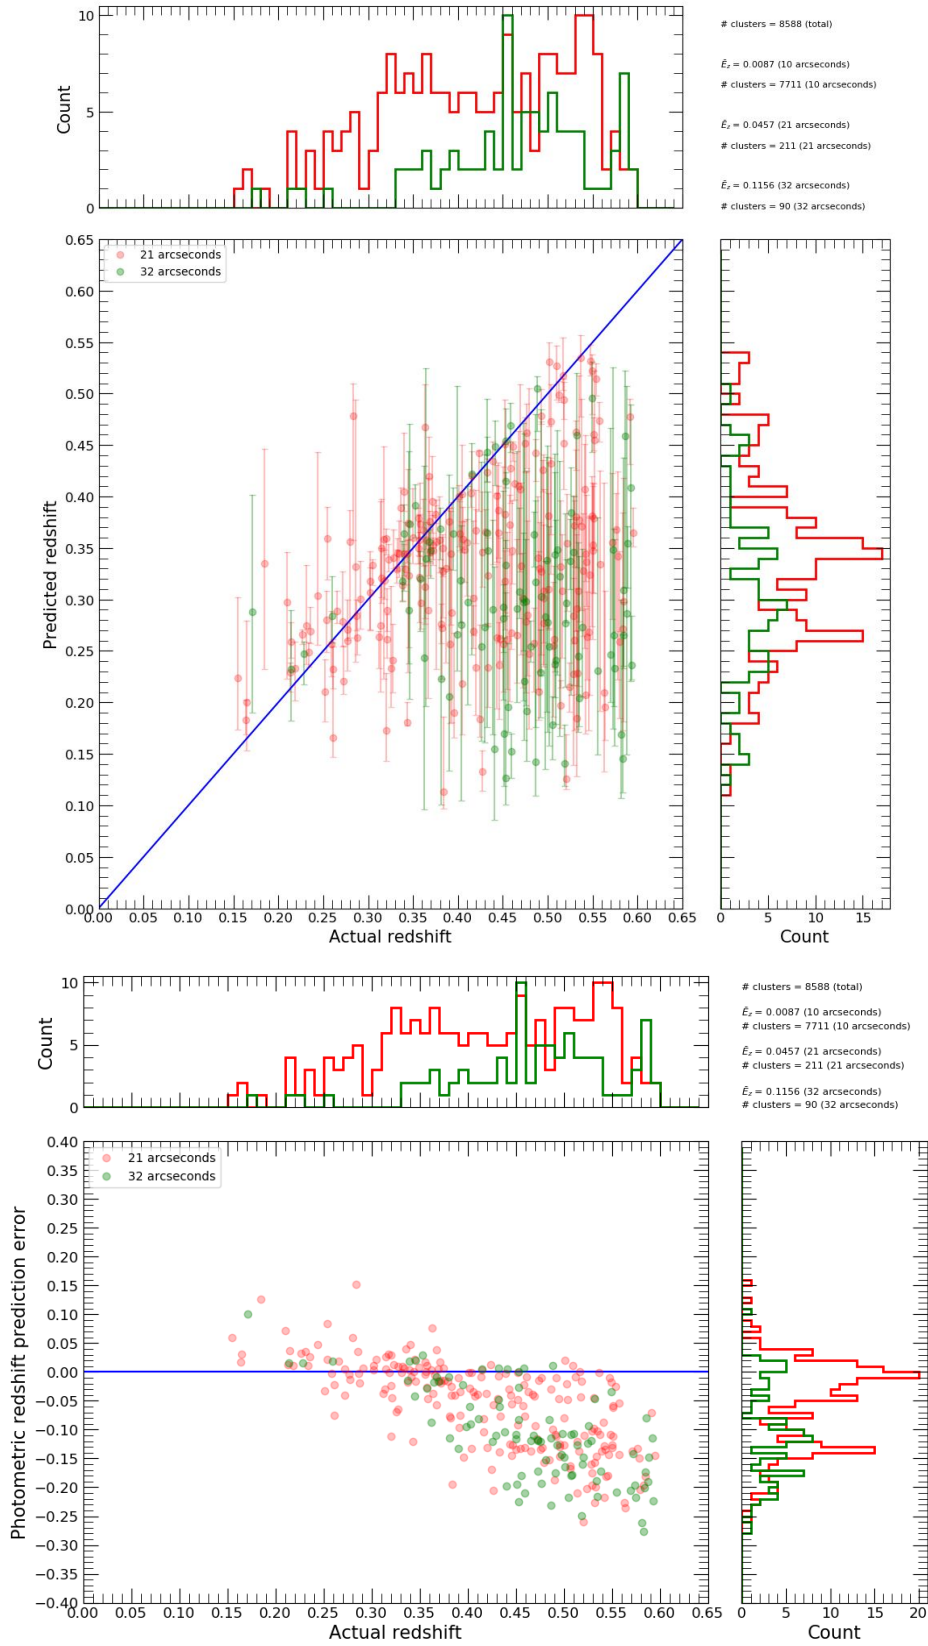 10
5
0
Count
# clusters = 8588 (total)
Ê_z = 0.0087 (10 arcseconds)
# clusters = 7711 (10 arcseconds)
Ê_z = 0.0457 (21 arcseconds)
# clusters = 211 (21 arcseconds)
Ê_z = 0.1156 (32 arcseconds)
# clusters = 90 (32 arcseconds)
21 arcseconds
32 arcseconds
0.65
0.60
0.55
0.50
0.45
0.40
0.35
0.30
0.25
0.20
0.15
0.10
0.05
0.00
Predicted redshift
0.00 0.05 0.10 0.15 0.20 0.25 0.30 0.35 0.40 0.45 0.50 0.55 0.60 0.65
Actual redshift
0 5 10 15
Count
10
5
0
Count
# clusters = 8588 (total)
Ê_z = 0.0087 (10 arcseconds)
# clusters = 7711 (10 arcseconds)
Ê_z = 0.0457 (21 arcseconds)
# clusters = 211 (21 arcseconds)
Ê_z = 0.1156 (32 arcseconds)
# clusters = 90 (32 arcseconds)
21 arcseconds
32 arcseconds
0.40
0.35
0.30
0.25
0.20
0.15
0.10
0.05
0.00
−0.05
−0.10
−0.15
−0.20
−0.25
−0.30
−0.35
−0.40
Photometric redshift prediction error
0.00 0.05 0.10 0.15 0.20 0.25 0.30 0.35 0.40 0.45 0.50 0.55 0.60 0.65
Actual redshift
0 5 10 15 20
Count